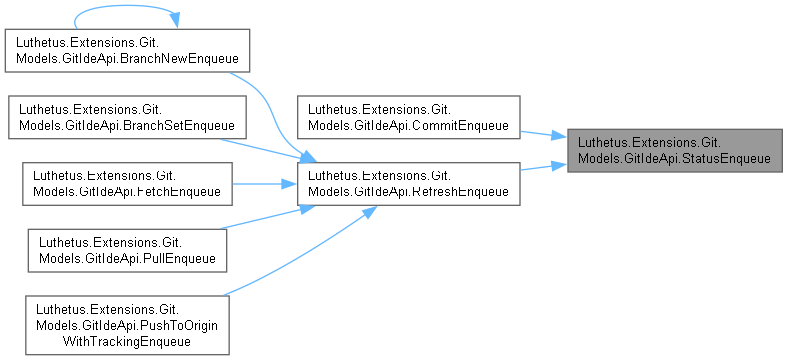 Luthetus.Extensions.Git.
Models.GitIdeApi.BranchNewEnqueue
Luthetus.Extensions.Git.
Models.GitIdeApi.BranchSetEnqueue
Luthetus.Extensions.Git.
Models.GitIdeApi.FetchEnqueue
Luthetus.Extensions.Git.
Models.GitIdeApi.PullEnqueue
Luthetus.Extensions.Git.
Models.GitIdeApi.PushToOrigin
WithTrackingEnqueue
Luthetus.Extensions.Git.
Models.GitIdeApi.CommitEnqueue
Luthetus.Extensions.Git.
Models.GitIdeApi.RefreshEnqueue
Luthetus.Extensions.Git.
Models.GitIdeApi.StatusEnqueue